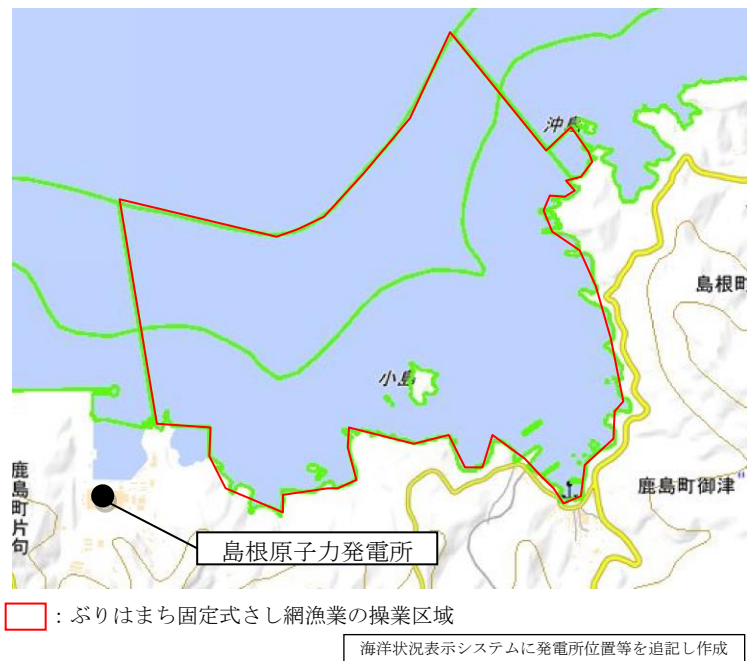 沖島
島根町
小島
鹿島町御津
鹿島町片句
島根原子力発電所
：ぶりはまち固定式さし網漁業の操業区域
海洋状況表示システムに発電所位置等を追記し作成